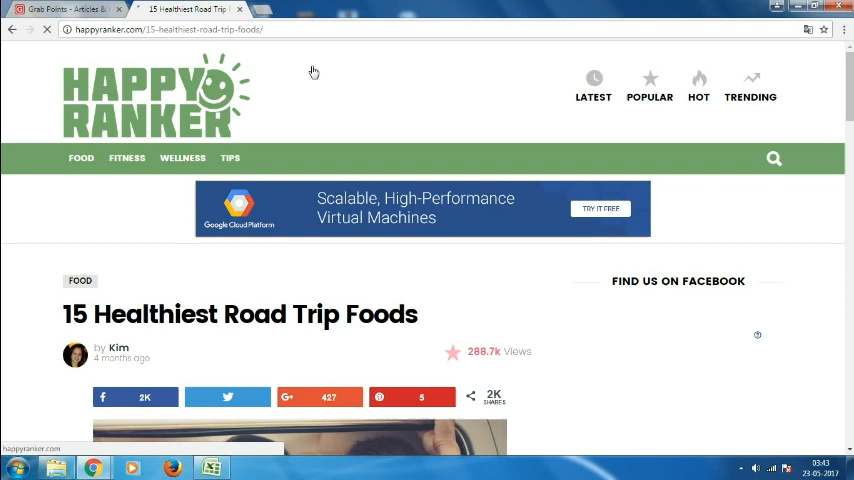 Grab Points - Articles &
15 Healthiest Road Trip F
happyranker.com/15-healthiest-road-trip-foods/
HAPPY
RANKER
LATEST
POPULAR
HOT
TRENDING
FOOD
FITNESS
WELLNESS
TIPS
Google Cloud Platform
Scalable, High-Performance
Virtual Machines
TRY IT FREE
FOOD
FIND US ON FACEBOOK
15 Healthiest Road Trip Foods
by Kim
4 months ago
288.7k Views
2K
427
5
2K
SHARES
happyranker.com
03:43
23-05-2017